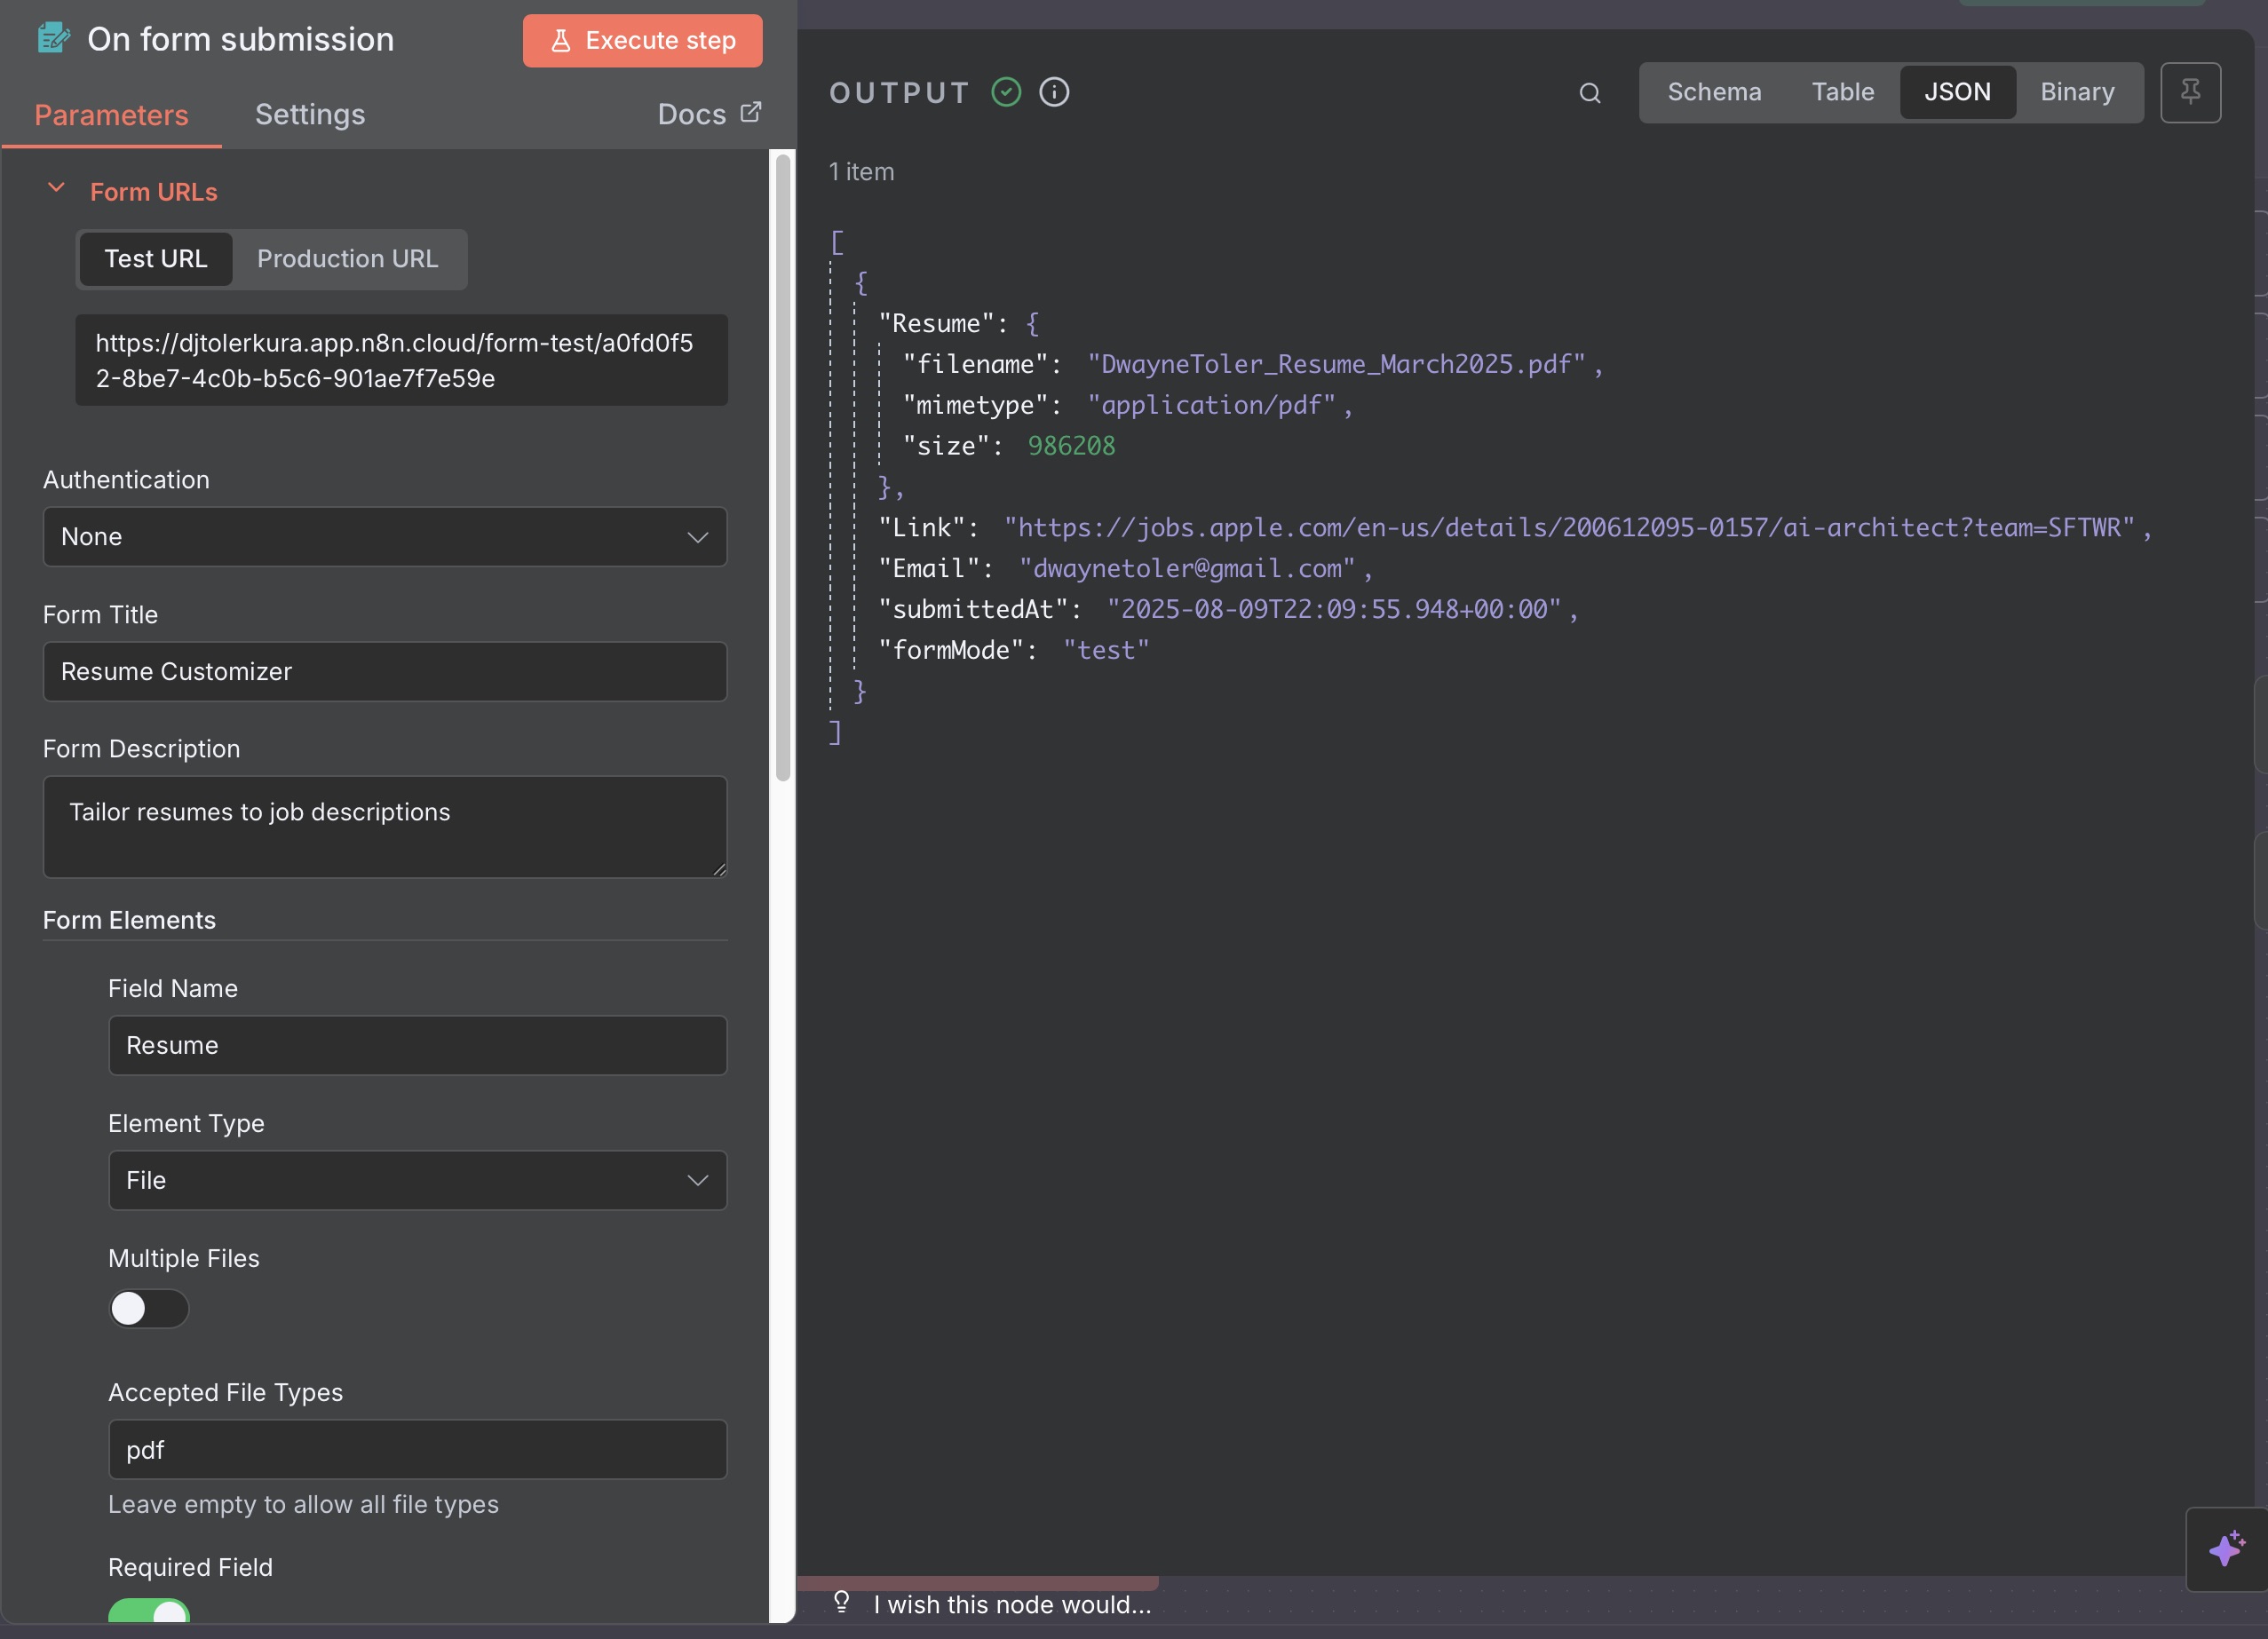 On form submission
Execute step
Parameters
Settings
Docs
Form URLs
Test URL
Production URL
https://djtolerkura.app.n8n.cloud/form-test/a0fd0f5
2-8be7-4c0b-b5c6-901ae7f7e59e
Authentication
None
Form Title
Resume Customizer
Form Description
Tailor resumes to job descriptions
Form Elements
Field Name
Resume
Element Type
File
Multiple Files
Accepted File Types
pdf
Leave empty to allow all file types
Required Field
OUTPUT
Schema
Table
JSON
Binary
1 item
[
{
"Resume": {
"filename": "DwayneToler_Resume_March2025.pdf",
"mimetype": "application/pdf",
"size": 986208
},
"Link": "https://jobs.apple.com/en-us/details/200612095-0157/ai-architect?team=SFTWR",
"Email": "dwaynetoler@gmail.com",
"submittedAt": "2025-08-09T22:09:55.948+00:00",
"formMode": "test"
}
]
I wish this node would...